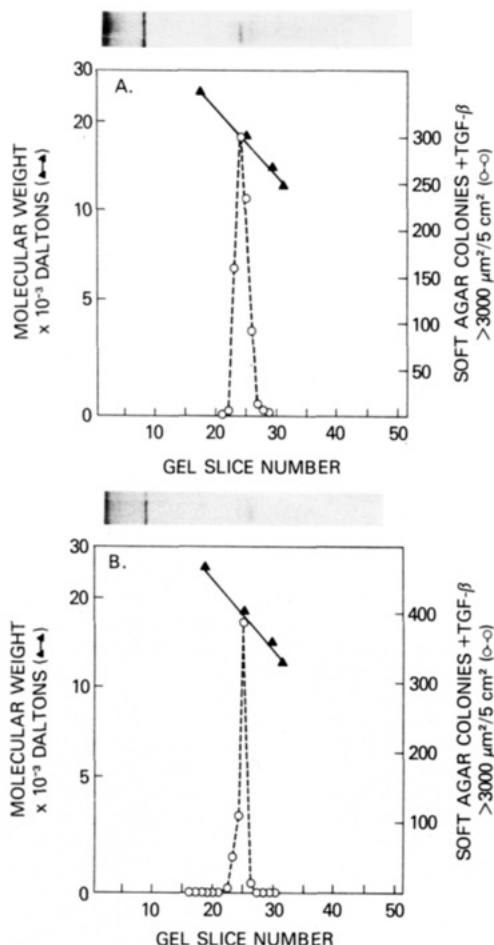 A.
30
20
10
5
0
MOLECULAR WEIGHT
x 10⁻³ DALTONS (▲-▲)
300
250
200
150
100
50
SOFT AGAR COLONIES +TGF-β
>3000 μm²/5 cm² (o-o)
10 20 30 40 50
GEL SLICE NUMBER
B.
30
20
10
5
0
MOLECULAR WEIGHT
x 10⁻³ DALTONS (▲-▲)
400
300
200
100
SOFT AGAR COLONIES +TGF-β
>3000 μm²/5 cm² (o-o)
10 20 30 40 50
GEL SLICE NUMBER